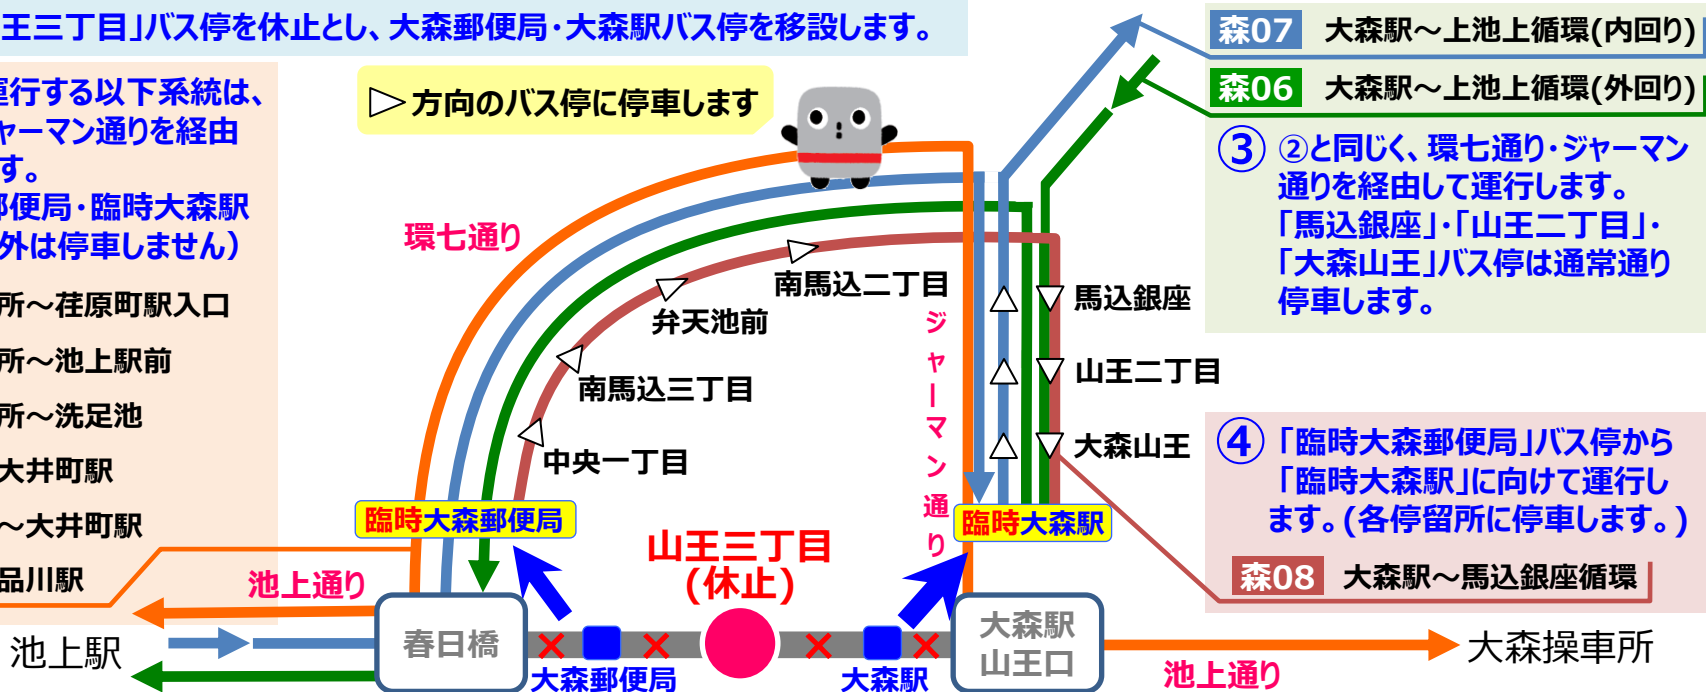 王三丁目」バス停を休止とし、大森郵便局・大森駅バス停を移設します。
運行する以下系統は、
ャーマン通りを経由
す。
郵便局・臨時大森駅
外は停車しません）
所～荏原町駅入口
所～池上駅前
所～洗足池
大井町駅
～大井町駅
品川駅
▷方向のバス停に停車します
森07 大森駅～上池上循環(内回り)
森06 大森駅～上池上循環(外回り)
③ ②と同じく、環七通り・ジャーマン
通りを経由して運行します。
「馬込銀座」・「山王二丁目」・
「大森山王」バス停は通常通り
停車します。
④ 「臨時大森郵便局」バス停から
「臨時大森駅」に向けて運行し
ます。(各停留所に停車します。)
森08 大森駅～馬込銀座循環
環七通り
南馬込二丁目
弁天池前
南馬込三丁目
中央一丁目
ジャーマン通り
馬込銀座
山王二丁目
大森山王
臨時大森郵便局
臨時大森駅
山王三丁目
(休止)
池上通り
池上駅
春日橋
大森郵便局
大森駅
大森駅
山王口
池上通り
大森操車所